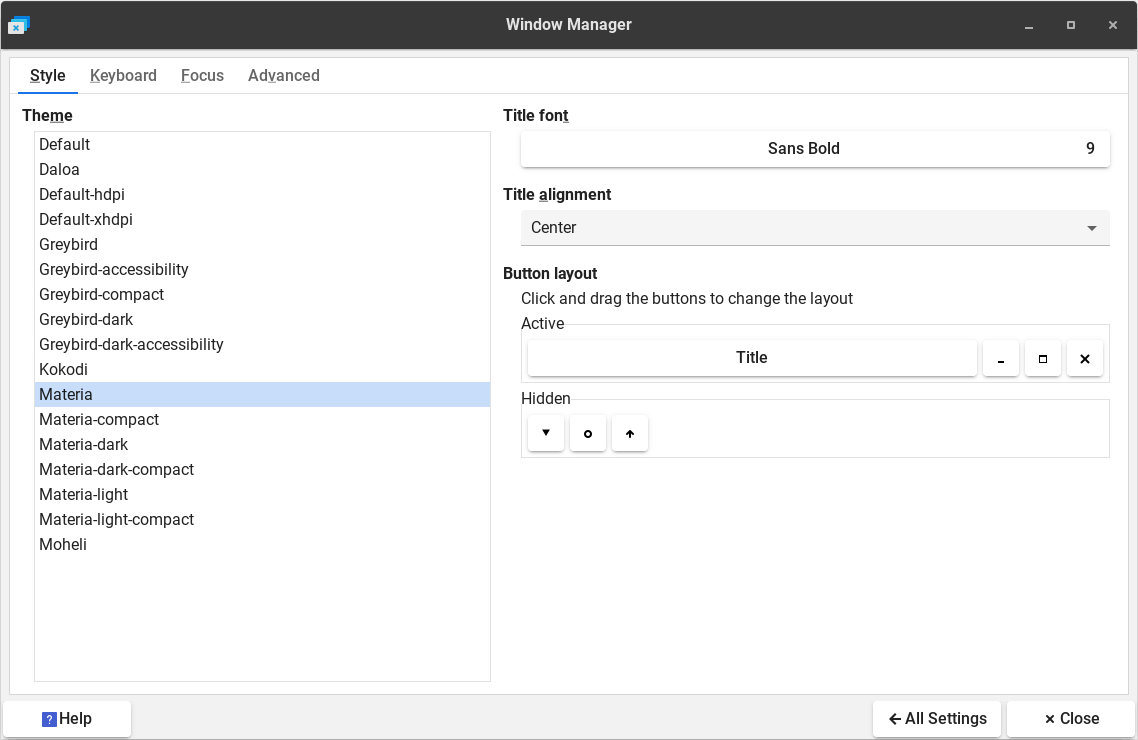 Window Manager
Style Keyboard Focus Advanced
Theme
Default
Daloa
Default-hdpi
Default-xhdpi
Greybird
Greybird-accessibility
Greybird-compact
Greybird-dark
Greybird-dark-accessibility
Kokodi
Materia
Materia-compact
Materia-dark
Materia-dark-compact
Materia-light
Materia-light-compact
Moheli
Title font
Sans Bold 9
Title alignment
Center
Button layout
Click and drag the buttons to change the layout
Active
Title
Hidden
? Help
All Settings
Close